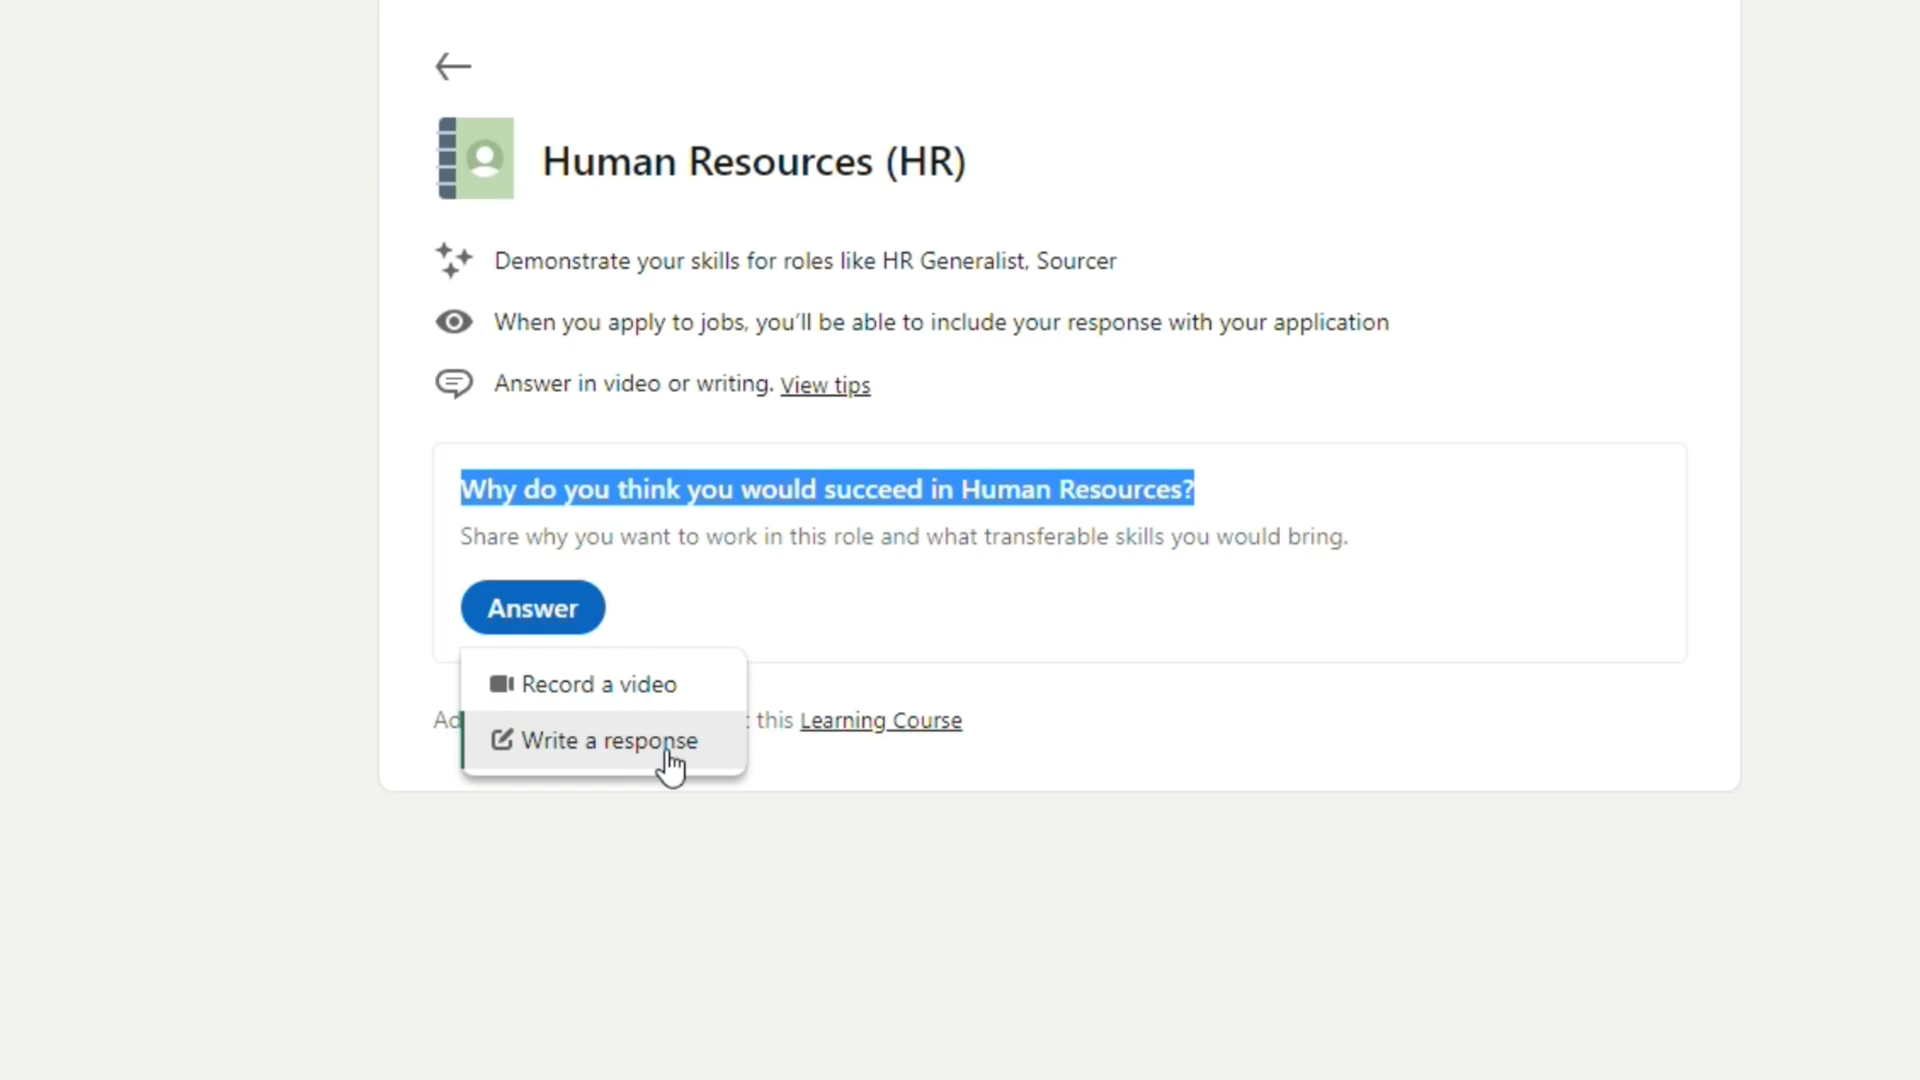 Human Resources (HR)
Demonstrate your skills for roles like HR Generalist, Sourcer
When you apply to jobs, you'll be able to include your response with your application
Answer in video or writing. View tips
Why do you think you would succeed in Human Resources?
Share why you want to work in this role and what transferable skills you would bring.
Answer
Record a video
this Learning Course
Write a response